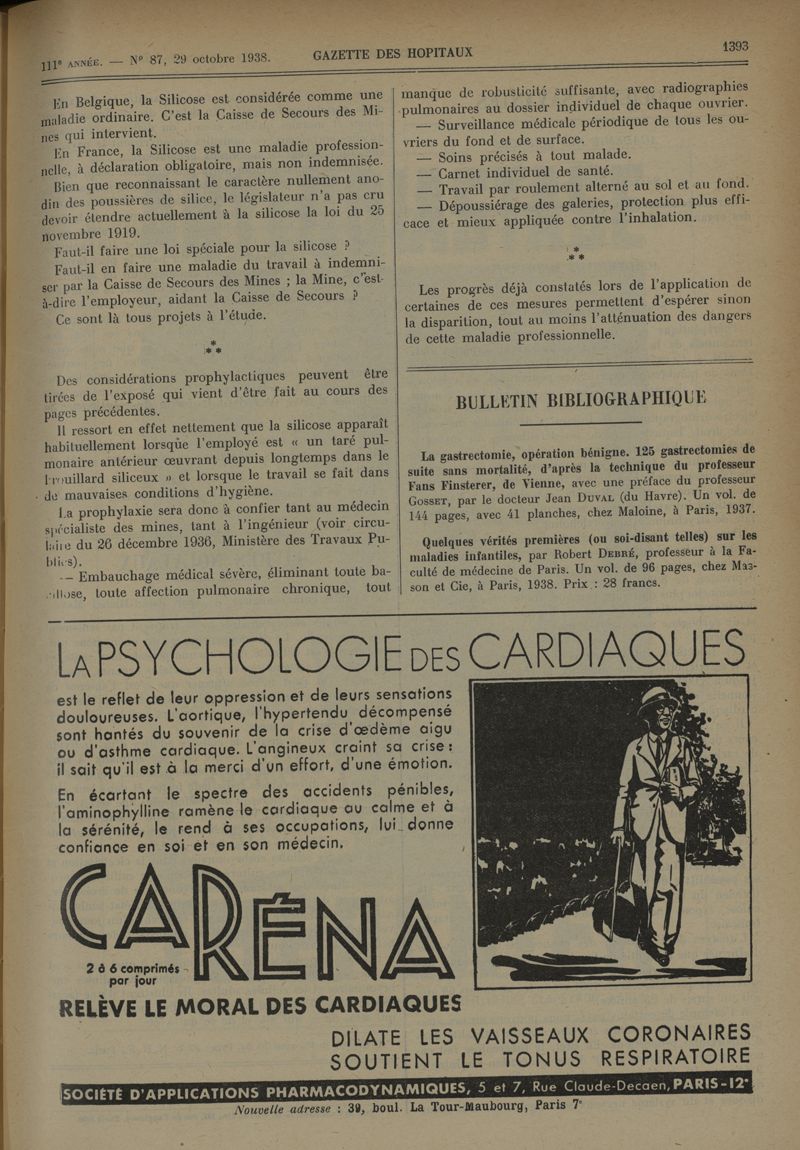 111e ANNÉE. — N° 87, 29 octobre 1938.
GAZETTE DES HOPITAUX
1393
En Belgique, la Silicose est considérée comme une
maladie ordinaire. C'est la Caisse de Secours des Mi-
nes qui intervient.
En France, la Silicose est une maladie profession-
nelle, à déclaration obligatoire, mais non indemnisée.
Bien que reconnaissant le caractère nullement ano-
din des poussières de silice, le législateur n'a pas cru
devoir étendre actuellement à la silicose la loi du 25
novembre 1919.
Faut-il faire une loi spéciale pour la silicose ?
Faut-il en faire une maladie du travail à indemni-
ser par la Caisse de Secours des Mines ; la Mine, c'est-
à-dire l'employeur, aidant la Caisse de Secours ?
Ce sont là tous projets à l'étude.
*
* *
Des considérations prophylactiques peuvent être
tirées de l'exposé qui vient d'être fait au cours des
pages précédentes.
Il ressort en effet nettement que la silicose apparaît
habituellement lorsque l'employé est « un taré pul-
monaire antérieur œuvrant depuis longtemps dans le
brouillard siliceux » et lorsque le travail se fait dans
de mauvaises conditions d'hygiène.
La prophylaxie sera donc à confier tant au médecin
spécialiste des mines, tant à l'ingénieur (voir circu-
laire du 26 décembre 1936, Ministère des Travaux Pu-
blics).
— Embauchage médical sévère, éliminant toute ba-
cillose, toute affection pulmonaire chronique, tout
manque de robusticité suffisante, avec radiographies
pulmonaires au dossier individuel de chaque ouvrier.
— Surveillance médicale périodique de tous les ou-
vriers du fond et de surface.
— Soins précisés à tout malade.
— Carnet individuel de santé.
— Travail par roulement alterné au sol et au fond.
— Dépoussiérage des galeries, protection plus effi-
cace et mieux appliquée contre l'inhalation.
*
* *
Les progrès déjà constatés lors de l'application de
certaines de ces mesures permettent d'espérer sinon
la disparition, tout au moins l'atténuation des dangers
de cette maladie professionnelle.
BULLETIN BIBLIOGRAPHIQUE
La gastrectomie, opération bénigne. 125 gastrectomies de
suite sans mortalité, d'après la technique du professeur
Fans Finsterer, de Vienne, avec une préface du professeur
GOSSET, par le docteur Jean DUVAL (du Havre). Un vol. de
144 pages, avec 41 planches, chez Maloine, à Paris, 1937.
Quelques vérités premières (ou soi-disant telles) sur les
maladies infantiles, par Robert DEBRÉ, professeur à la Fa-
culté de médecine de Paris. Un vol. de 96 pages, chez Mas-
son et Cie, à Paris, 1938. Prix : 28 francs.
LA PSYCHOLOGIE DES CARDIAQUES
est le reflet de leur oppression et de leurs sensations
douloureuses. L'aortique, l'hypertendu décompensé
sont hantés du souvenir de la crise d'œdème aigu
ou d'asthme cardiaque. L'angineux craint sa crise :
il sait qu'il est à la merci d'un effort, d'une émotion.
En écartant le spectre des accidents pénibles,
l'aminophylline ramène le cardiaque au calme et à
la sérénité, le rend à ses occupations, lui donne
confiance en soi et en son médecin.
CARÉNA
2 à 6 comprimés
par jour
RELÈVE LE MORAL DES CARDIAQUES
DILATE LES VAISSEAUX CORONAIRES
SOUTIENT LE TONUS RESPIRATOIRE
SOCIÉTÉ D'APPLICATIONS PHARMACODYNAMIQUES, 5 et 7, Rue Claude-Decaen, PARIS-12e
Nouvelle adresse : 39, boul. La Tour-Maubourg, Paris 7e